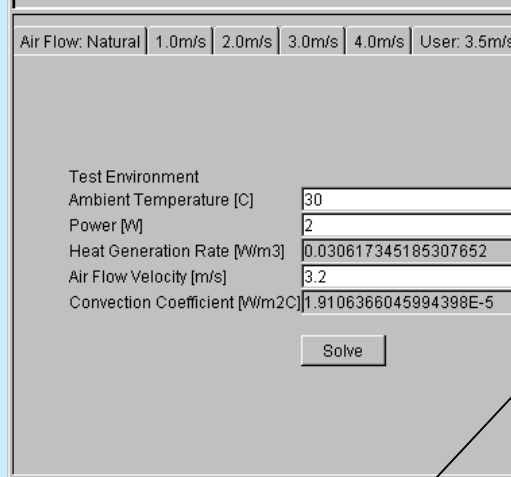 Air Flow: Natural 1.0m/s 2.0m/s 3.0m/s 4.0m/s User: 3.5m/s
Test Environment
Ambient Temperature [C] 30
Power [W] 2
Heat Generation Rate [W/m3] 0.030617345185307652
Air Flow Velocity [m/s] 3.2
Convection Coefficient [W/m2C] 1.9106366045994398E-5
Solve